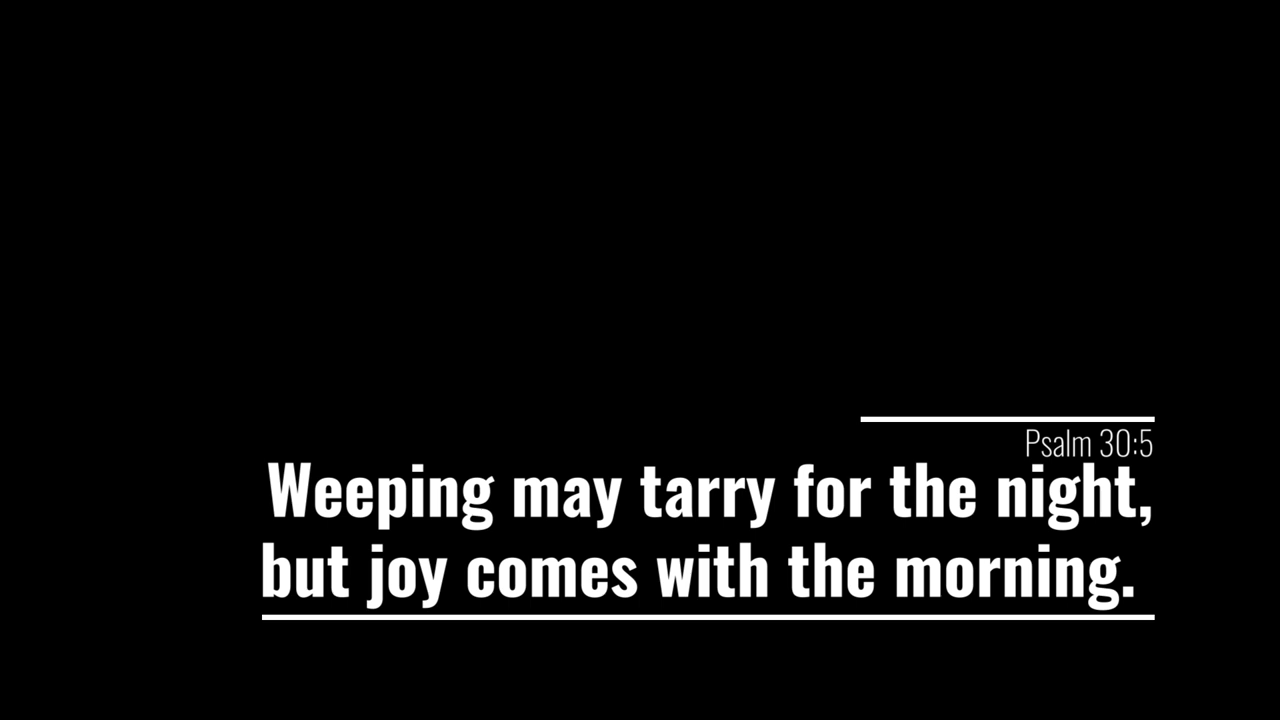 Psalm 30:5
Weeping may tarry for the night,
but joy comes with the morning.